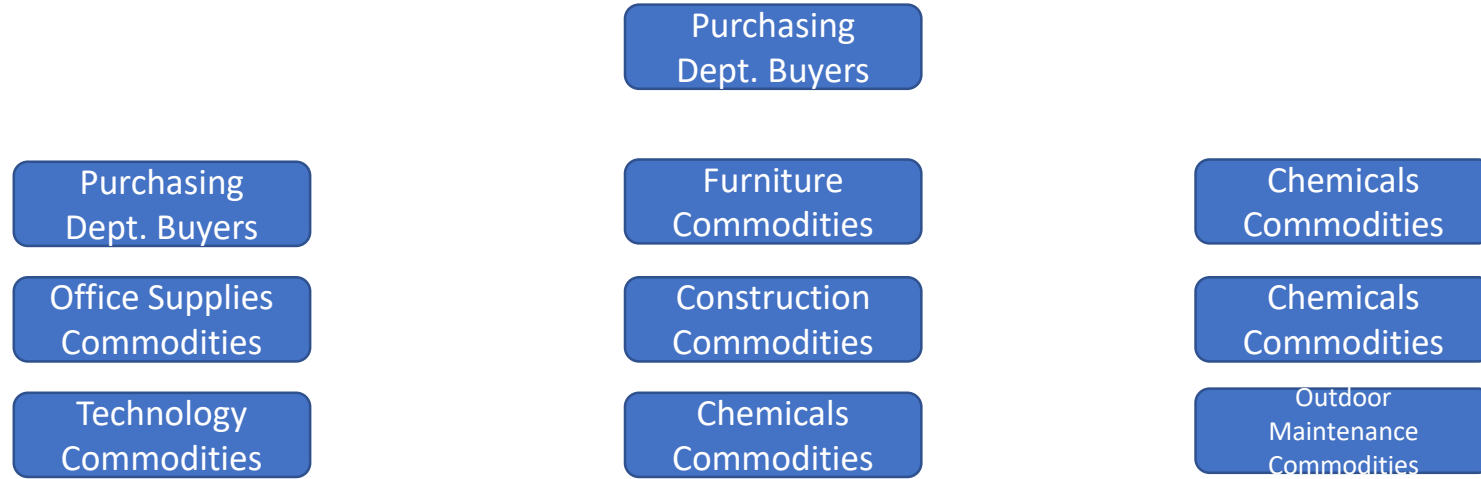 Purchasing
Dept. Buyers
Purchasing
Dept. Buyers
Furniture
Commodities
Chemicals
Commodities
Office Supplies
Commodities
Construction
Commodities
Chemicals
Commodities
Technology
Commodities
Chemicals
Commodities
Outdoor
Maintenance
Commodities